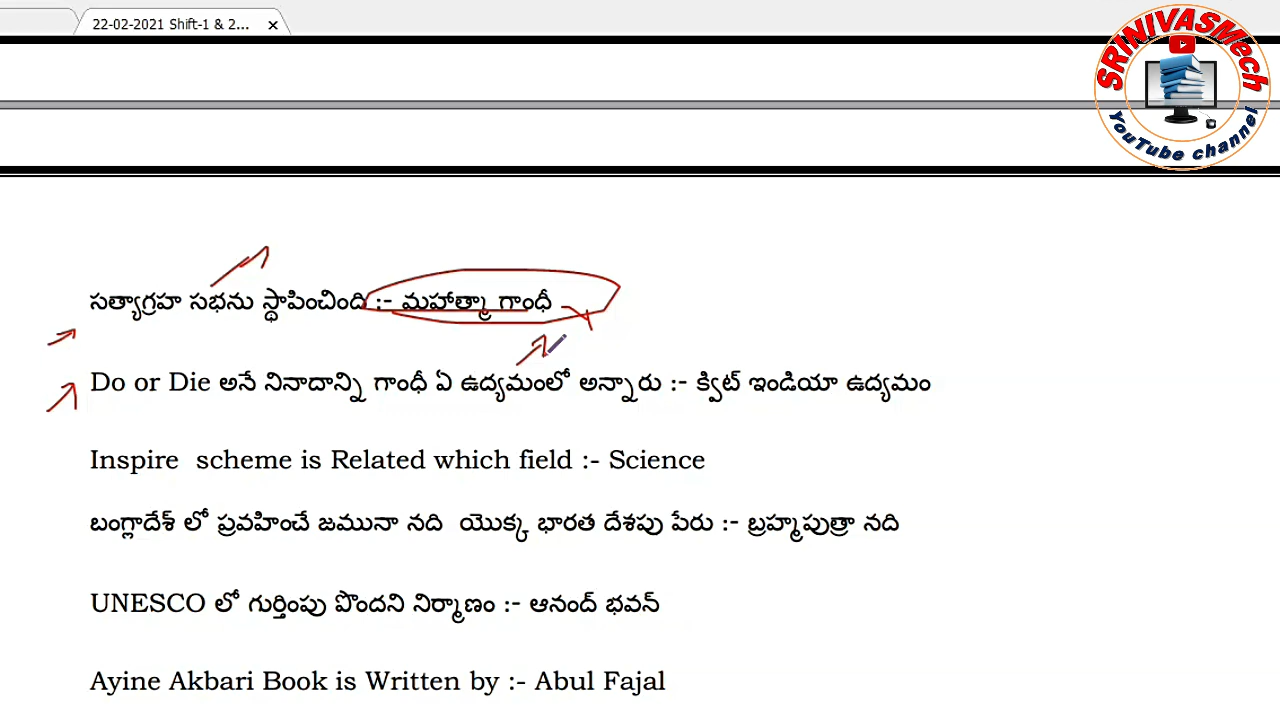 22-02-2021 Shift-1 & 2...
SRINIVASMech
YouTube channel
సత్యాగ్రహ సభను స్థాపించింది :- మహాత్మా గాంధీ
Do or Die అనే నినాదాన్ని గాంధీ ఏ ఉద్యమంలో అన్నారు :- క్విట్ ఇండియా ఉద్యమం
Inspire scheme is Related which field :- Science
బంగ్లాదేశ్ లో ప్రవహించే జమునా నది యొక్క భారత దేశపు పేరు :- బ్రహ్మపుత్రా నది
UNESCO లో గుర్తింపు పొందని నిర్మాణం :- ఆనంద్ భవన్
Ayine Akbari Book is Written by :- Abul Fajal